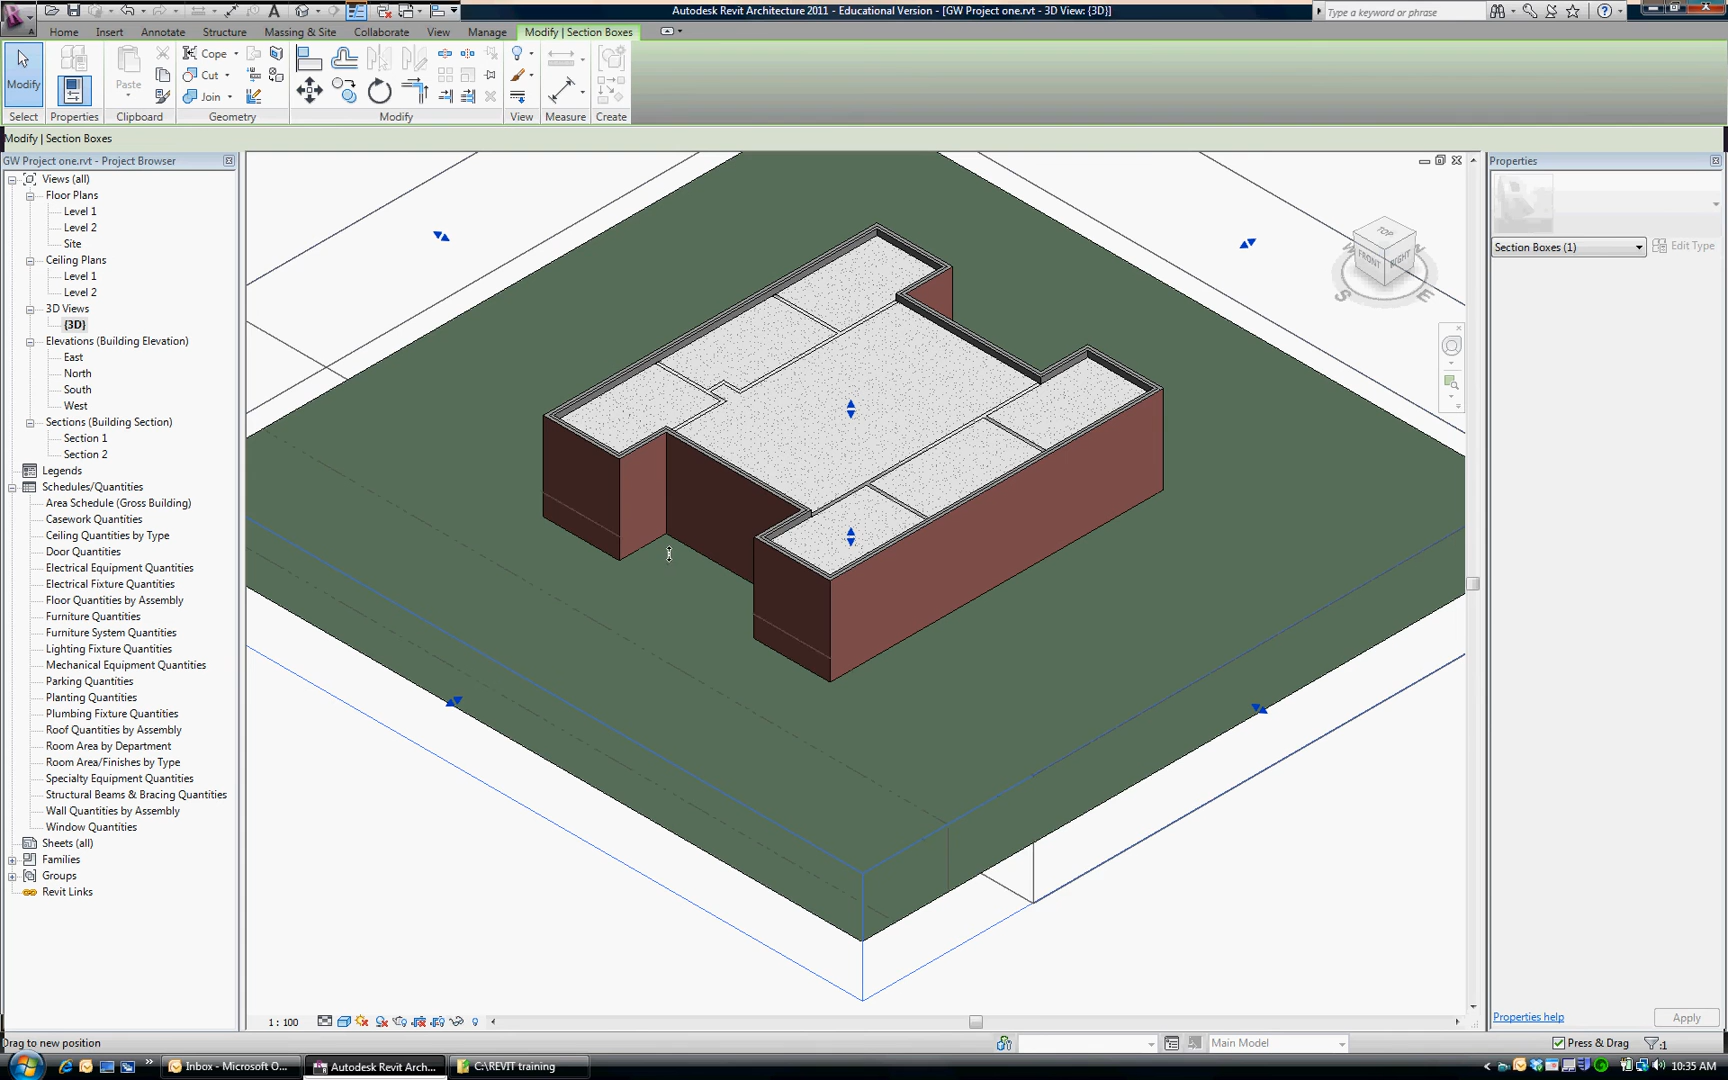 Autodesk Revit Architecture 2011 - Educational Version - [GW Project one.rvt - 3D View: {3D}]
Type a keyword or phrase
Home Insert Annotate Structure Massing & Site Collaborate View Manage Modify | Section Boxes
Modify Paste Cope Cut Join
Select Properties Clipboard Geometry Modify View Measure Create
Modify | Section Boxes
GW Project one.rvt - Project Browser
Views (all)
Floor Plans
Level 1
Level 2
Site
Ceiling Plans
Level 1
Level 2
3D Views
{3D}
Elevations (Building Elevation)
East
North
South
West
Sections (Building Section)
Section 1
Section 2
Legends
Schedules/Quantities
Area Schedule (Gross Building)
Casework Quantities
Ceiling Quantities by Type
Door Quantities
Electrical Equipment Quantities
Electrical Fixture Quantities
Floor Quantities by Assembly
Furniture Quantities
Furniture System Quantities
Lighting Fixture Quantities
Mechanical Equipment Quantities
Parking Quantities
Planting Quantities
Plumbing Fixture Quantities
Roof Quantities by Assembly
Room Area by Department
Room Area/Finishes by Type
Specialty Equipment Quantities
Structural Beams & Bracing Quantities
Wall Quantities by Assembly
Window Quantities
Sheets (all)
Families
Groups
Revit Links
TOP
FRONT
RIGHT
S
E
Properties
Section Boxes (1)
Edit Type
Properties help
Apply
1 : 100
Drag to new position
Main Model
Press & Drag
:1
Inbox - Microsoft O...
Autodesk Revit Arch...
C:\REVIT training
10:35 AM